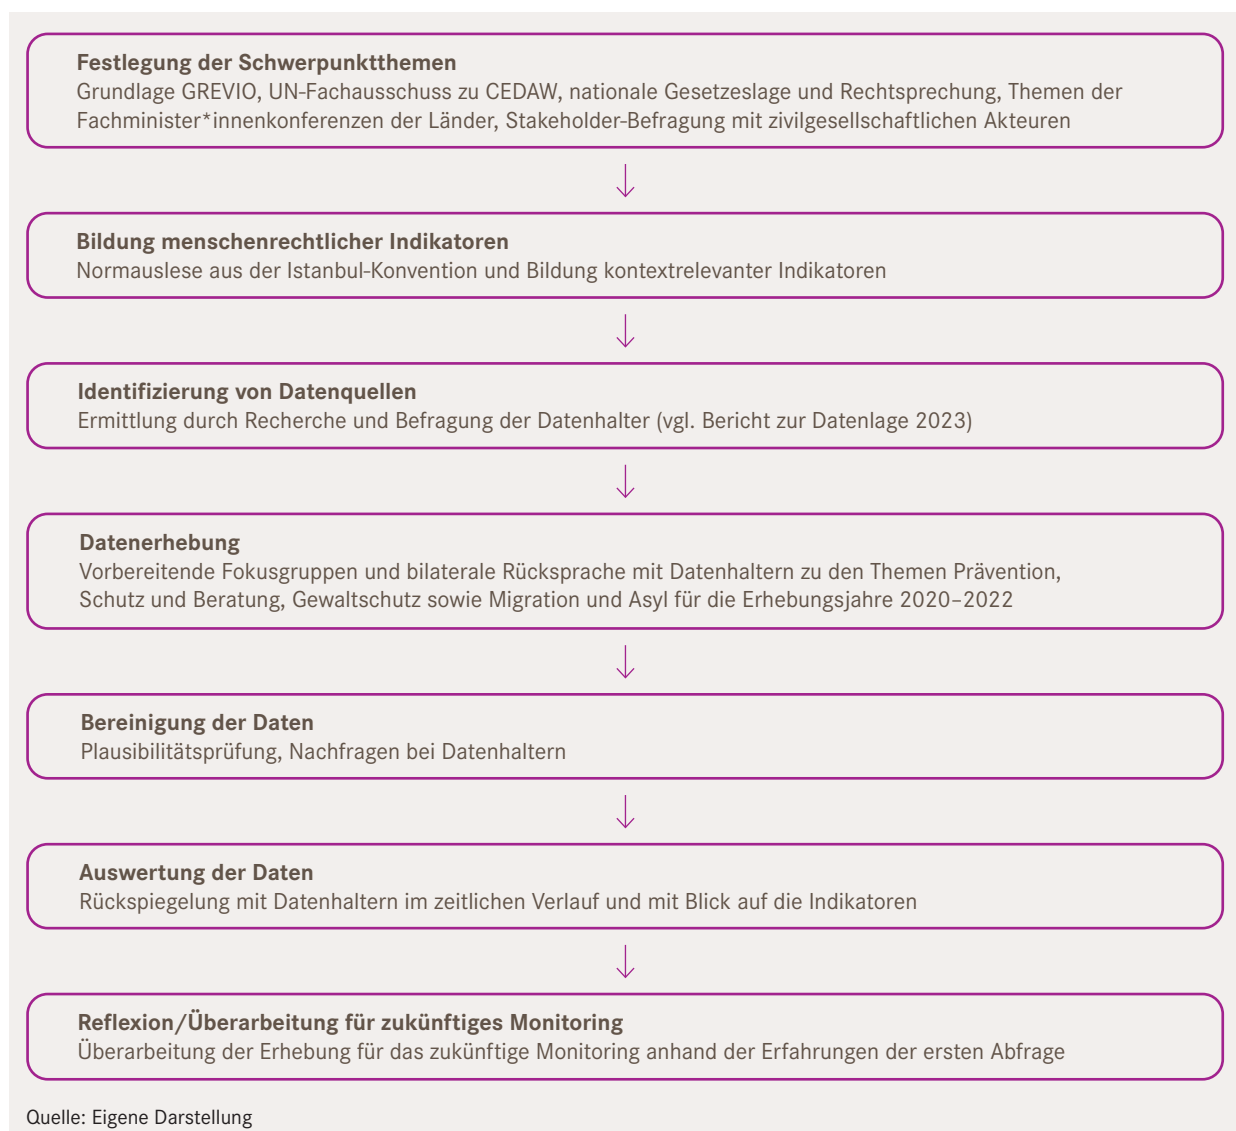 Festlegung der Schwerpunktthemen
Grundlage GREVIO, UN-Fachausschuss zu CEDAW, nationale Gesetzeslage und Rechtsprechung, Themen der
Fachminister*innenkonferenzen der Länder, Stakeholder-Befragung mit zivilgesellschaftlichen Akteuren
Bildung menschenrechtlicher Indikatoren
Normauslese aus der Istanbul-Konvention und Bildung kontextrelevanter Indikatoren
Identifizierung von Datenquellen
Ermittlung durch Recherche und Befragung der Datenhalter (vgl. Bericht zur Datenlage 2023)
Datenerhebung
Vorbereitende Fokusgruppen und bilaterale Rücksprache mit Datenhaltern zu den Themen Prävention,
Schutz und Beratung, Gewaltschutz sowie Migration und Asyl für die Erhebungsjahre 2020–2022
Bereinigung der Daten
Plausibilitätsprüfung, Nachfragen bei Datenhaltern
Auswertung der Daten
Rückspiegelung mit Datenhaltern im zeitlichen Verlauf und mit Blick auf die Indikatoren
Reflexion/Überarbeitung für zukünftiges Monitoring
Überarbeitung der Erhebung für das zukünftige Monitoring anhand der Erfahrungen der ersten Abfrage
Quelle: Eigene Darstellung